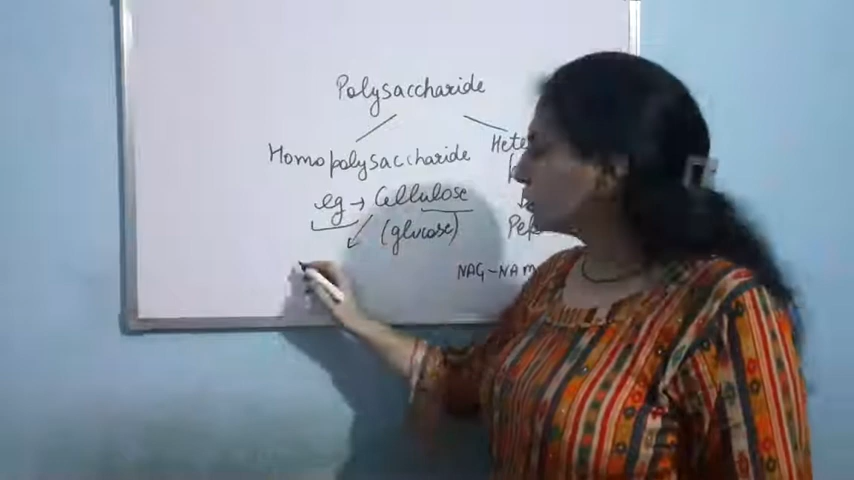 Polysaccharide
Homopolysaccharide
eg → Cellulose
(glucose)
NAG-NAM